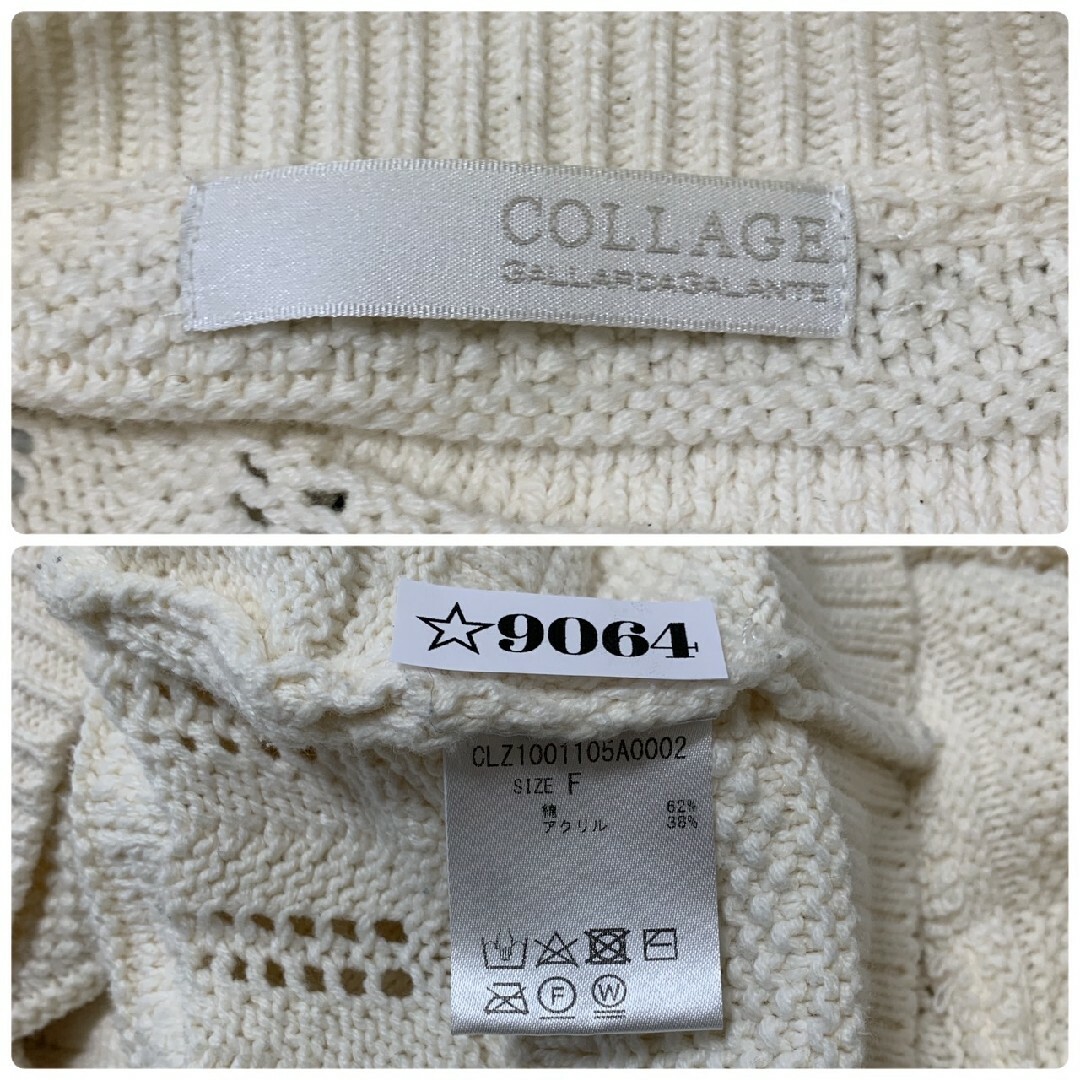 COLLAGE
GALLARDAGALANTE
☆9064
CLZ1001105A0002
SIZE F
綿 62%
アクリル 38%
F W